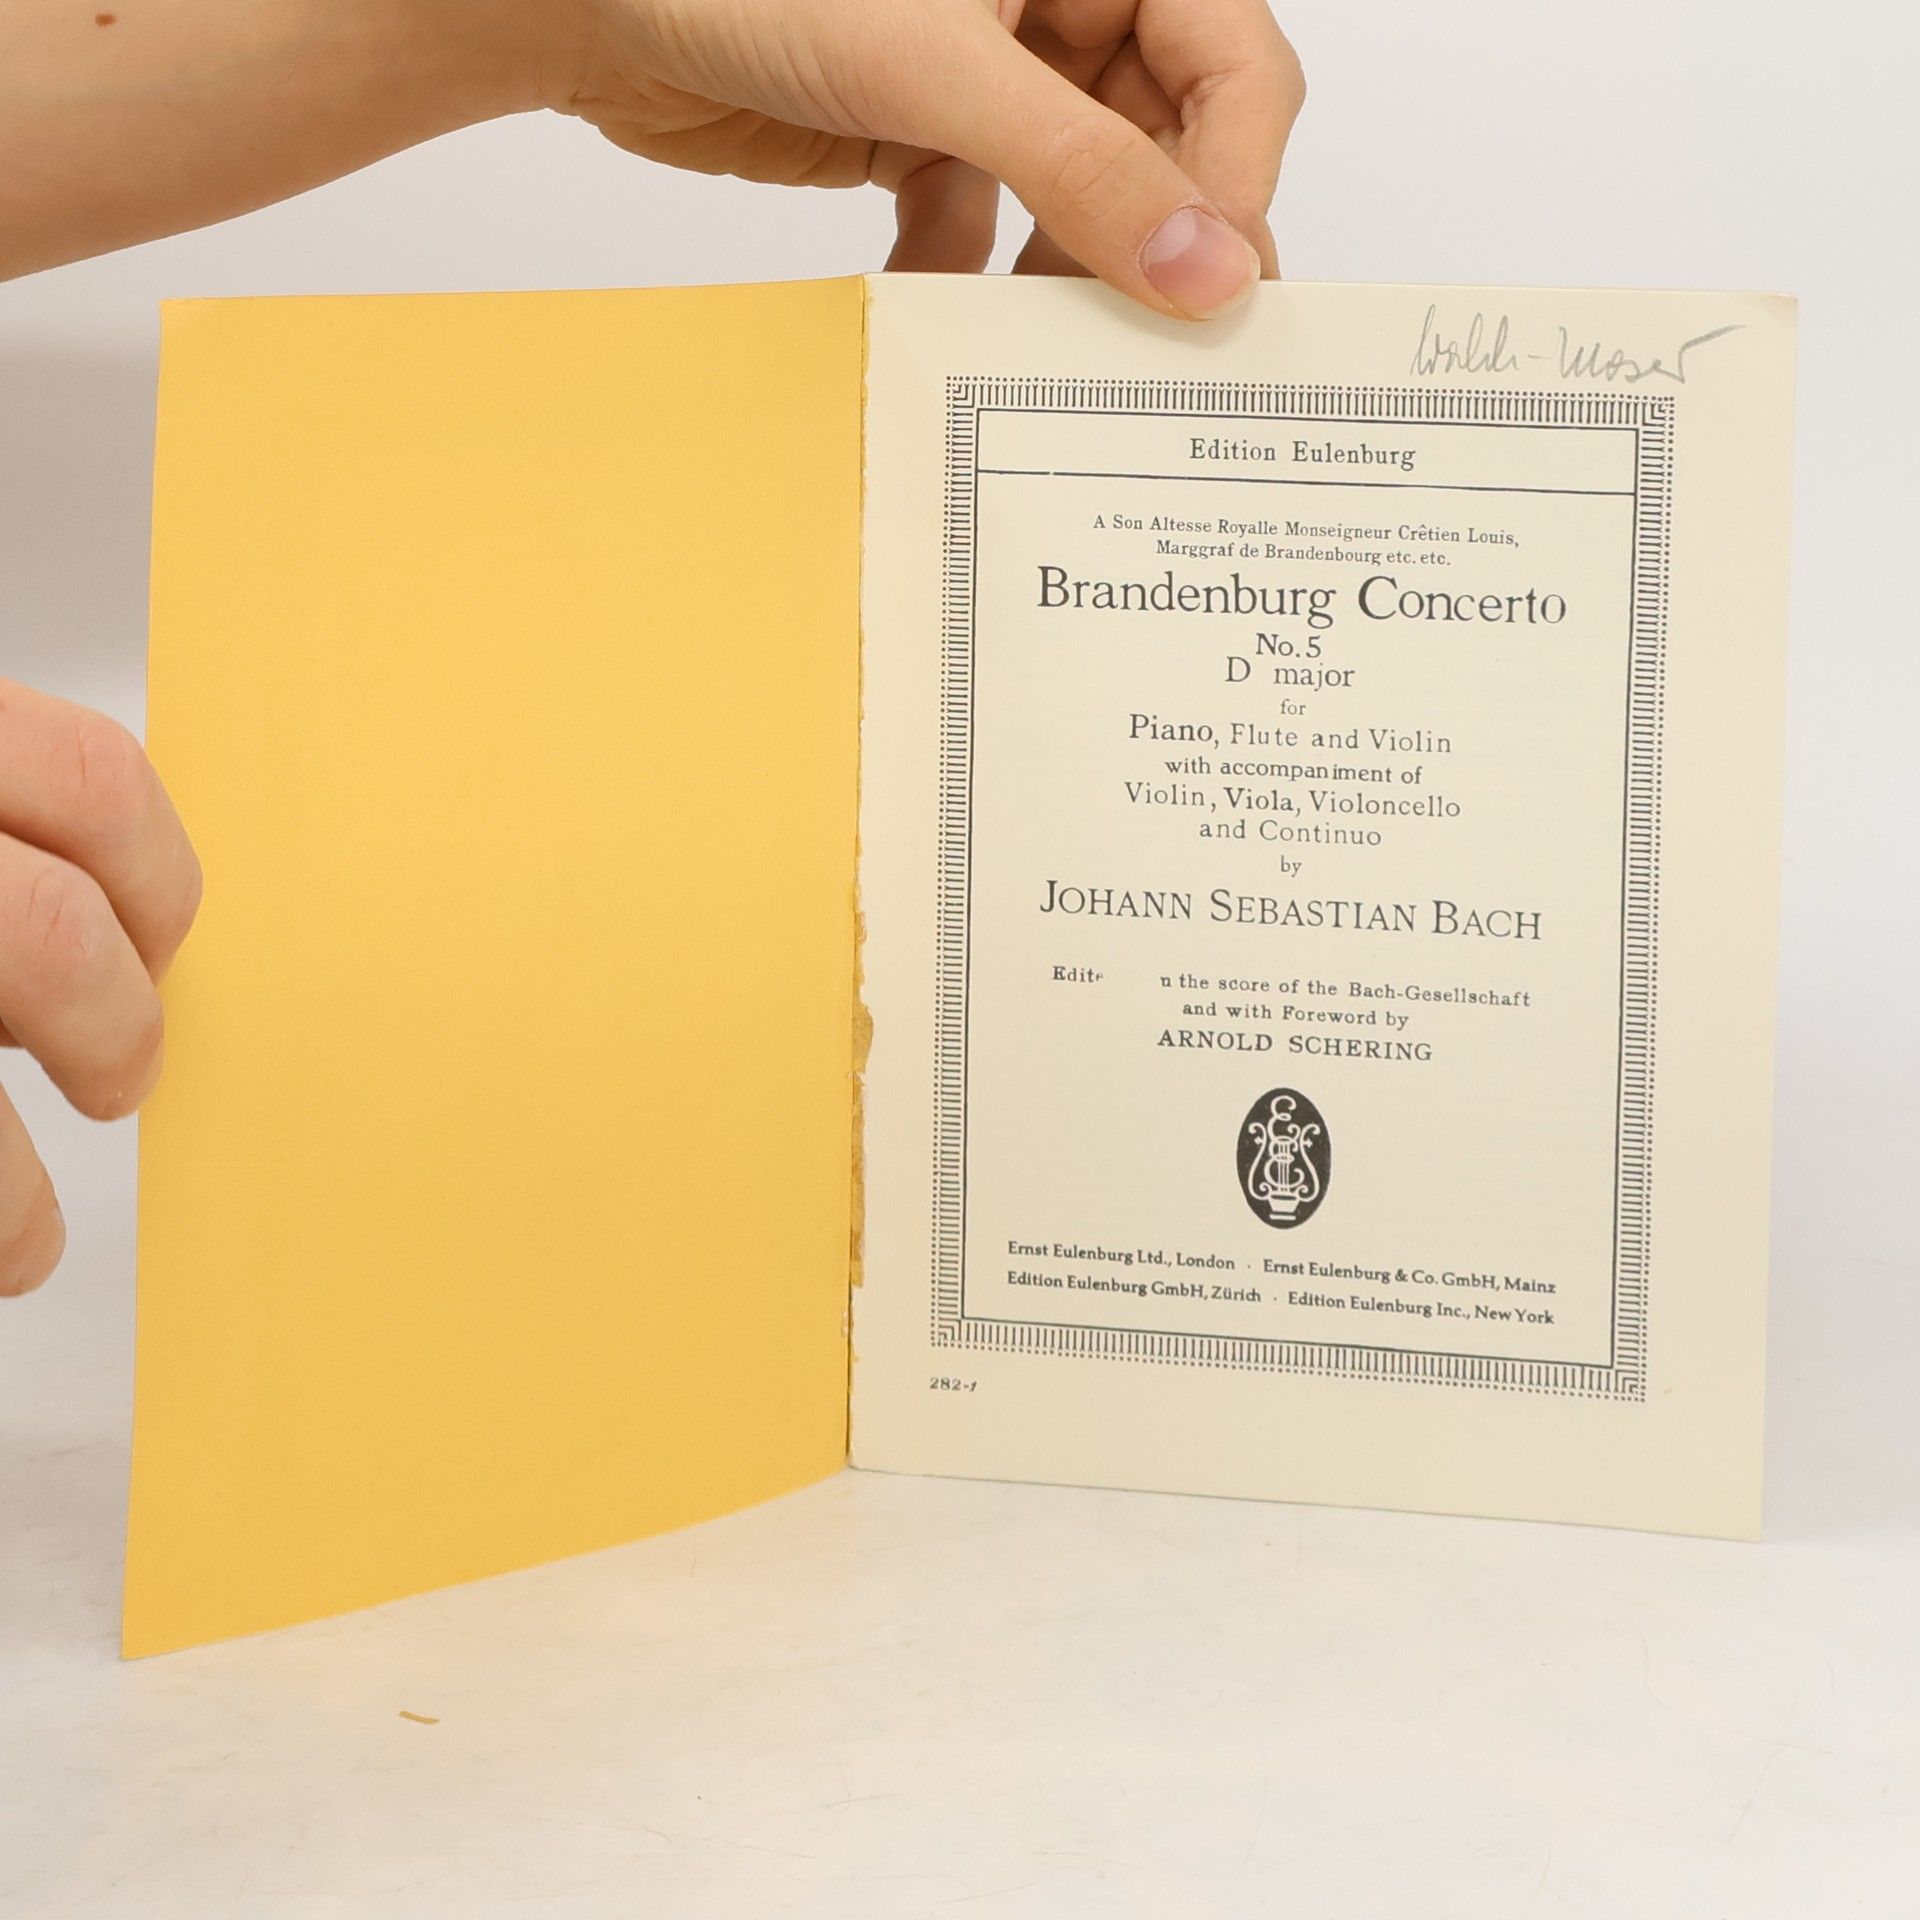 Walch-Moser
Edition Eulenburg
A Son Altesse Royalle Monseigneur Crêtien Louis,
Marggraf de Brandenbourg etc. etc.
Brandenburg Concerto
No. 5
D major
for
Piano, Flute and Violin
with accompaniment of
Violin, Viola, Violoncello
and Continuo
by
JOHANN SEBASTIAN BACH
the score of the Bach-Gesellschaft
and with Foreword by
ARNOLD SCHERING
Ernst Eulenburg Ltd., London · Ernst Eulenburg & Co. GmbH, Mainz
Edition Eulenburg GmbH, Zürich · Edition Eulenburg Inc., New York
282-1